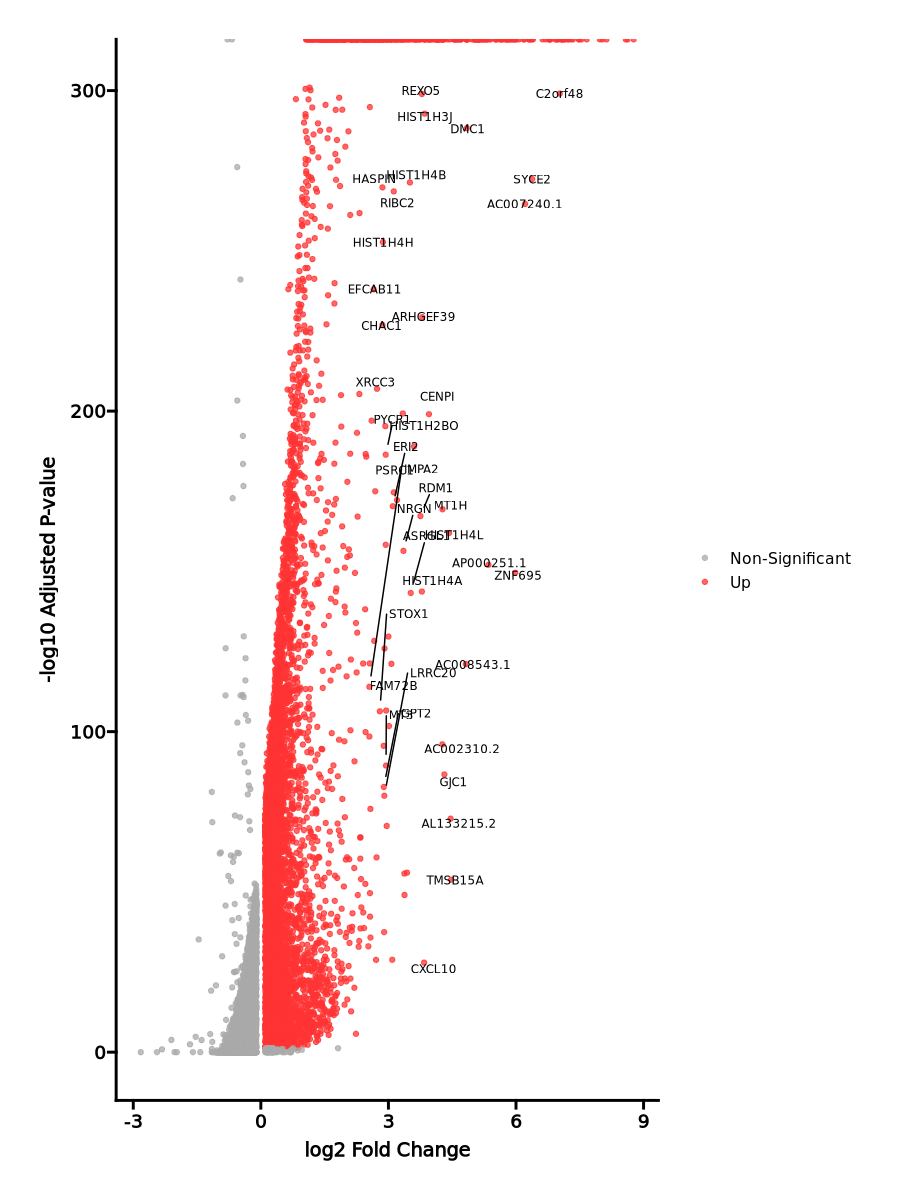 300
200
100
0
-3
0
3
6
9
log2 Fold Change
-log10 Adjusted P-value
Non-Significant
Up
REXO5
C2orf48
HIST1H3J
DMC1
HIST1H4B
HASPIN
SYCE2
RIBC2
AC007240.1
HIST1H4H
EFCAB11
ARHGEF39
CHAC1
XRCC3
CENPI
PYCR1
HIST1H2BO
ERI2
PSRC1
IMPA2
RDM1
MT1H
NRGN
HIST1H4L
AP000251.1
ZNF695
HIST1H4A
STOX1
AC008543.1
LRRC20
FAM72B
GPT2
AC002310.2
GJC1
AL133215.2
TMSB15A
CXCL10